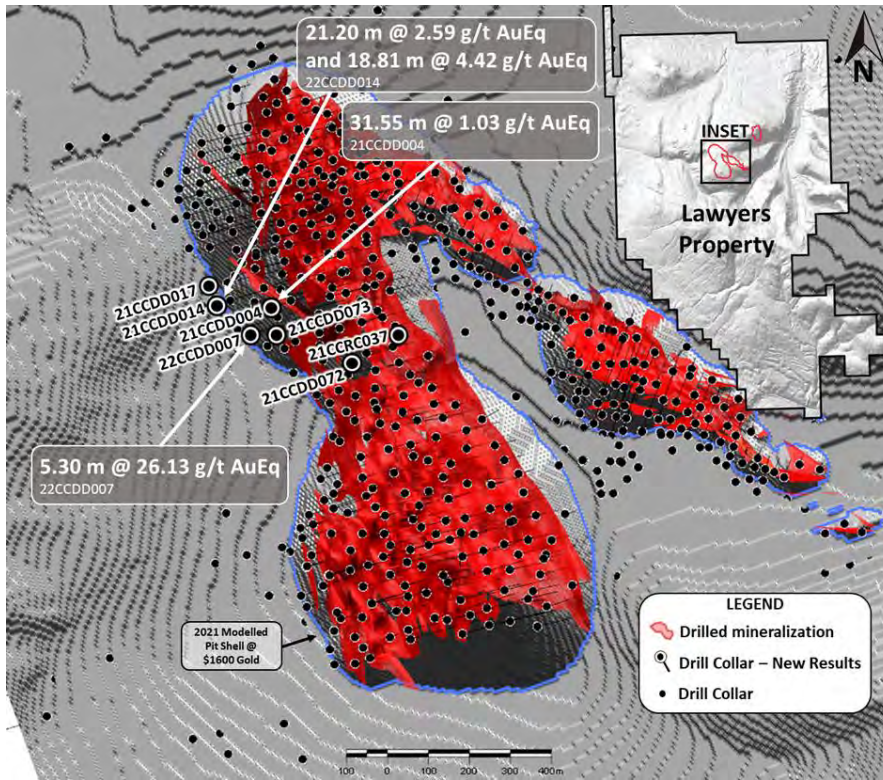 21.20 m @ 2.59 g/t AuEq
and 18.81 m @ 4.42 g/t AuEq
22CCDD014
31.55 m @ 1.03 g/t AuEq
21CCDD004
N
INSET
Lawyers
Property
21CCDD017
21CCDD014
21CCDD004
22CCDD007
21CCDD073
21CCRC037
21CCDD072
5.30 m @ 26.13 g/t AuEq
22CCDD007
2021 Modelled
Pit Shell @
$1600 Gold
LEGEND
Drilled mineralization
Drill Collar – New Results
Drill Collar
100 0 100 200 300 400m